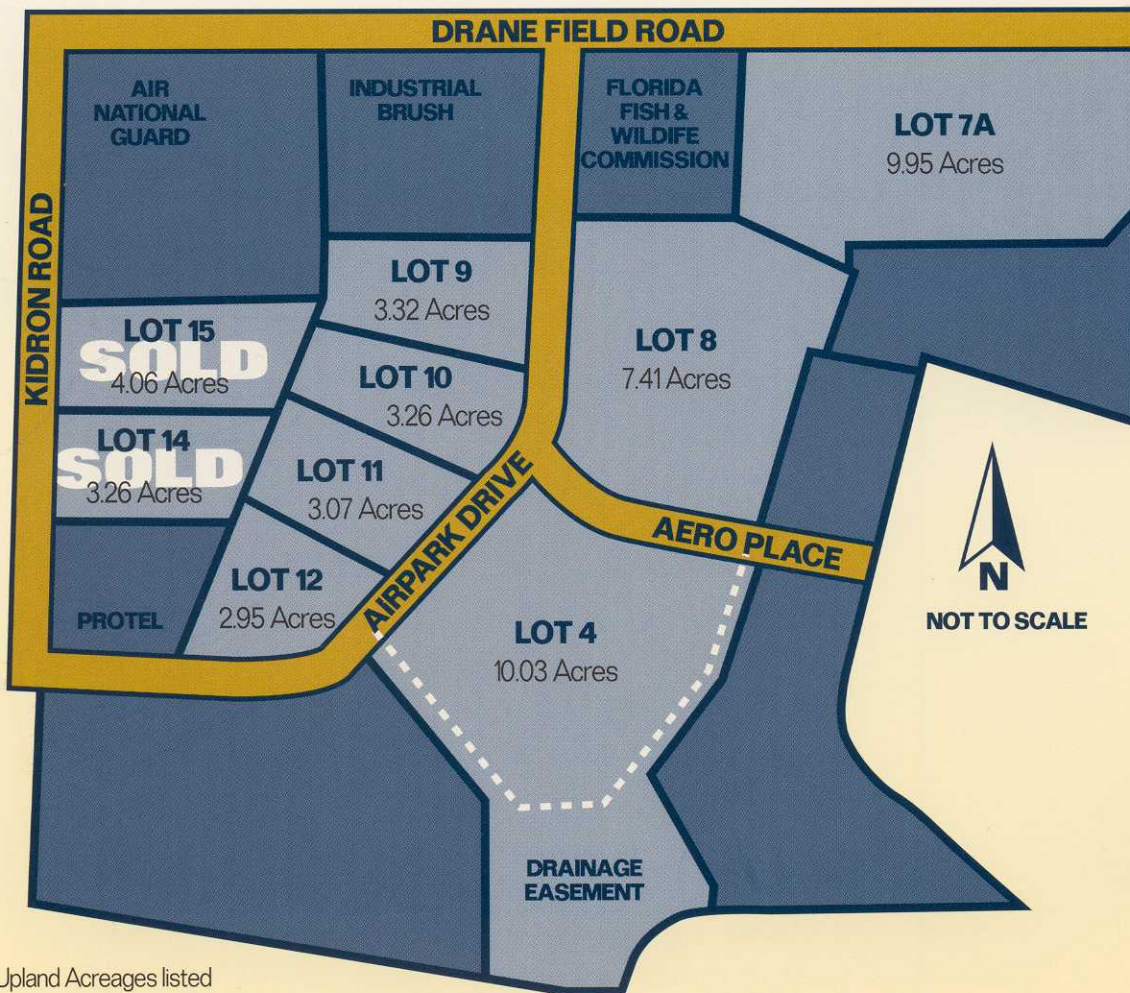 DRANE FIELD ROAD
AIR
NATIONAL
GUARD
INDUSTRIAL
BRUSH
FLORIDA
FISH &
WILDIFE
COMMISSION
LOT 7A
9.95 Acres
KIDRON ROAD
LOT 9
3.32 Acres
LOT 15
SOLD
4.06 Acres
LOT 10
3.26 Acres
LOT 8
7.41 Acres
LOT 14
SOLD
3.26 Acres
LOT 11
3.07 Acres
AIRPARK DRIVE
AERO PLACE
LOT 12
2.95 Acres
PROTEL
LOT 4
10.03 Acres
N
NOT TO SCALE
DRAINAGE
EASEMENT
Upland Acreages listed